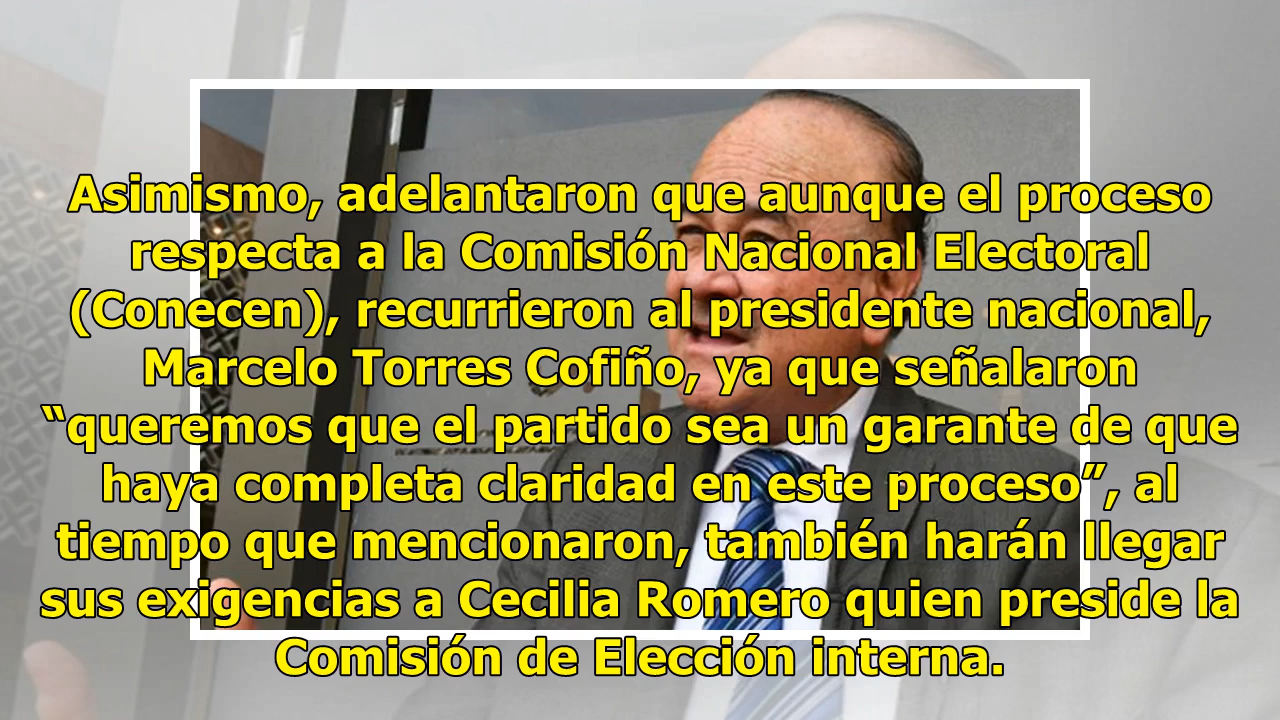 Asimismo, adelantaron que aunque el proceso
respecta a la Comisión Nacional Electoral
(Conecen), recurrieron al presidente nacional,
Marcelo Torres Cofiño, ya que señalaron
“queremos que el partido sea un garante de que
haya completa claridad en este proceso”, al
tiempo que mencionaron, también harán llegar
sus exigencias a Cecilia Romero quien preside la
Comisión de Elección interna.